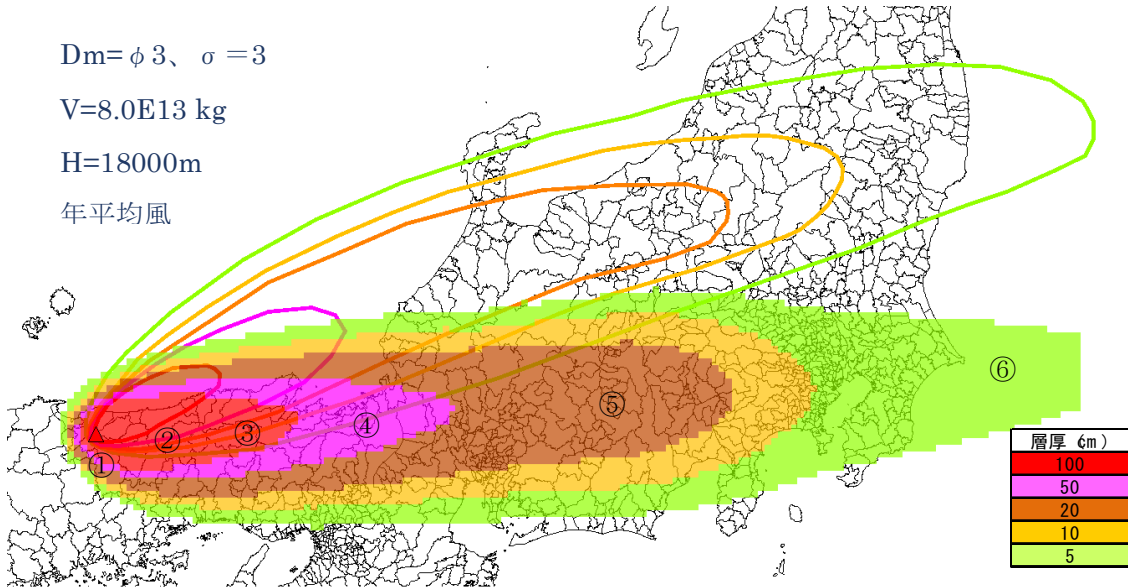 Dm=φ3、σ=3
V=8.0E13 kg
H=18000m
年平均風
①
②
③
④
⑤
⑥
層厚 (cm)
100
50
20
10
5